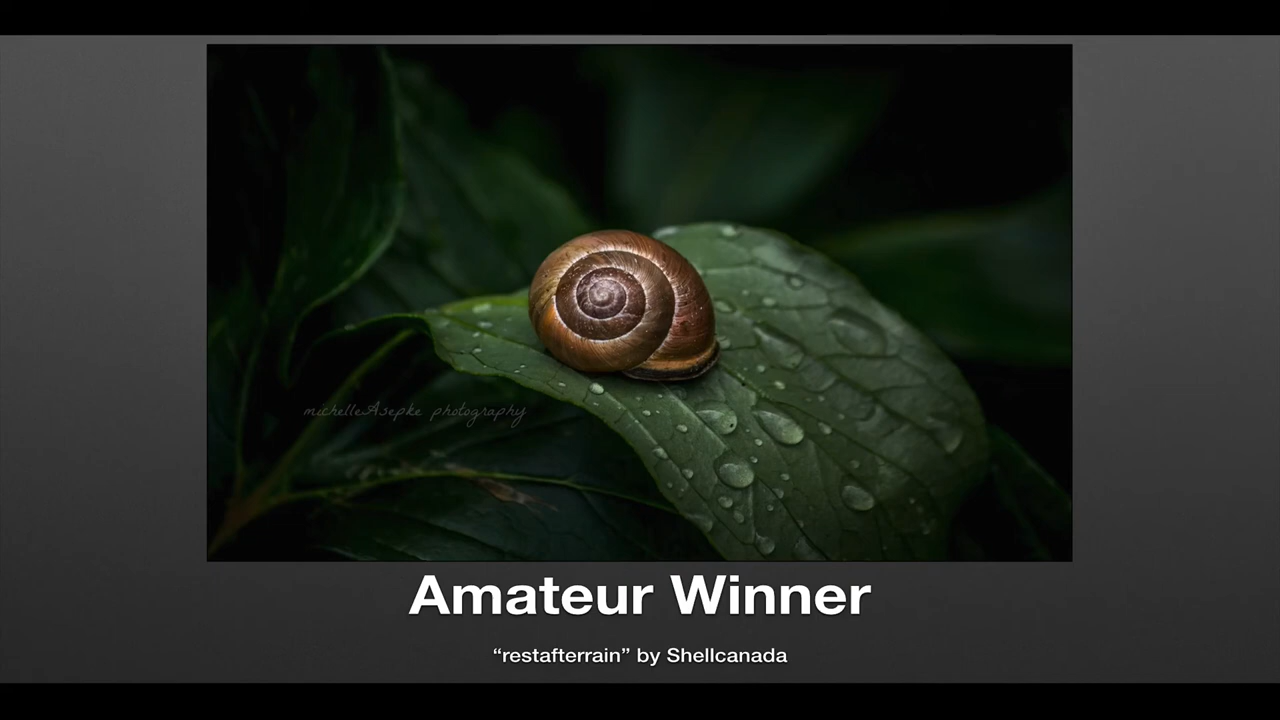 michelleAsepke photography
Amateur Winner
“restafterrain” by Shellcanada